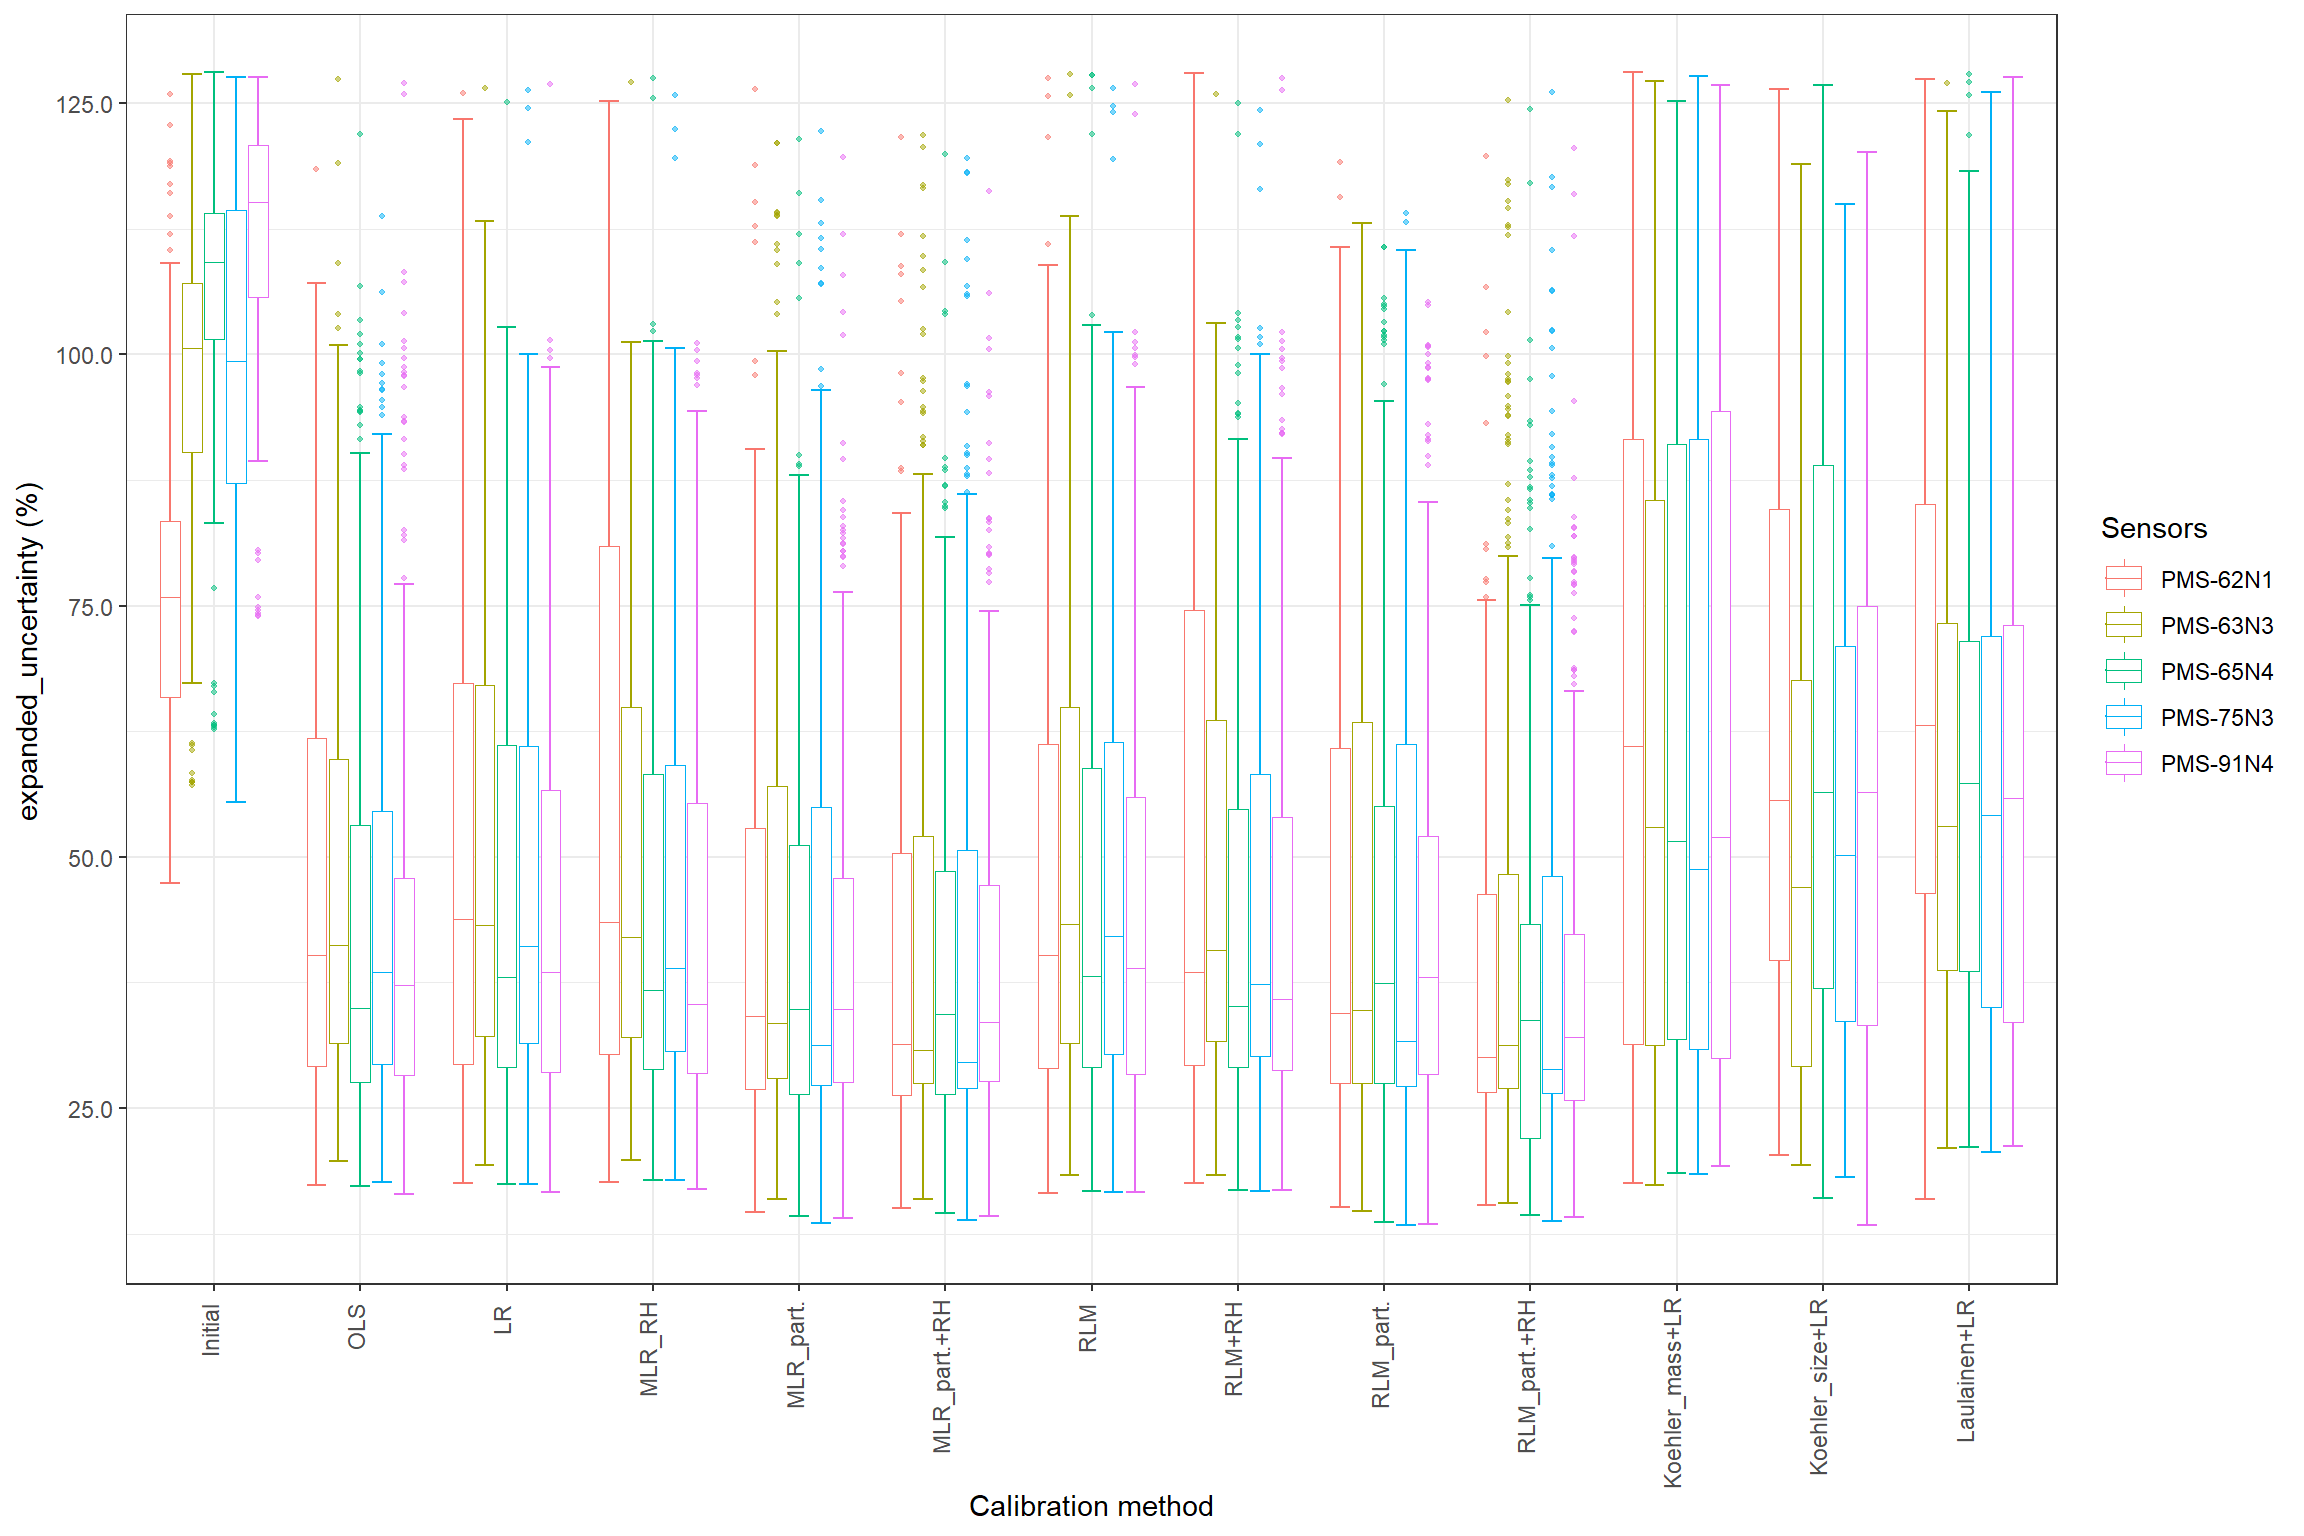 expanded_uncertainty (%)
125.0
100.0
75.0
50.0
25.0
Initial
OLS
LR
MLR_RH
MLR_part.
MLR_part.+RH
RLM
RLM+RH
RLM_part.
RLM_part.+RH
Koehler_mass+LR
Koehler_size+LR
Laulainen+LR
Calibration method
Sensors
PMS-62N1
PMS-63N3
PMS-65N4
PMS-75N3
PMS-91N4